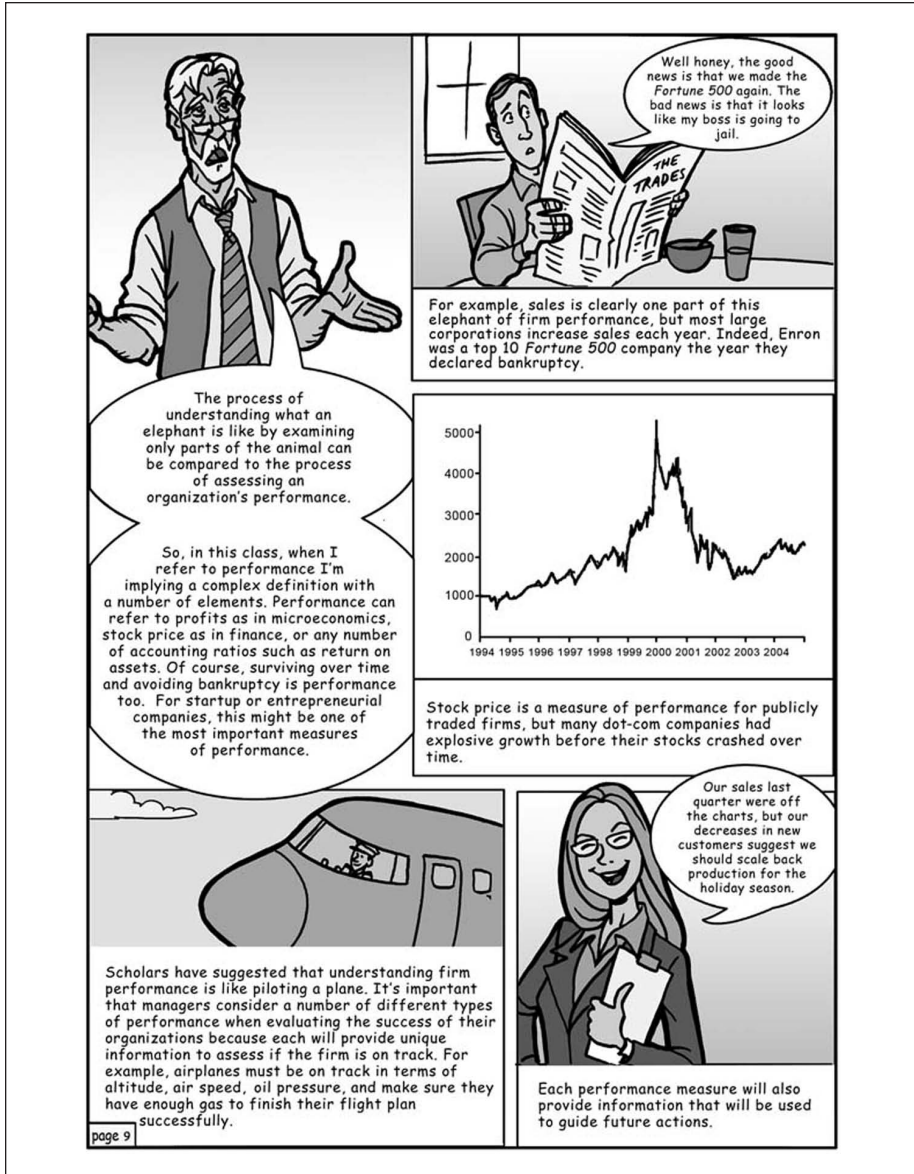 The process of
understanding what an
elephant is like by examining
only parts of the animal can
be compared to the process
of assessing an
organization's performance.
So, in this class, when I
refer to performance I'm
implying a complex definition with
a number of elements. Performance can
refer to profits as in microeconomics,
stock price as in finance, or any number
of accounting ratios such as return on
assets. Of course, surviving over time
and avoiding bankruptcy is performance
too. For startup or entrepreneurial
companies, this might be one of
the most important measures
of performance.
Well honey, the good
news is that we made the
Fortune 500 again. The
bad news is that it looks
like my boss is going to
jail.
THE
TRADES
For example, sales is clearly one part of this
elephant of firm performance, but most large
corporations increase sales each year. Indeed, Enron
was a top 10 Fortune 500 company the year they
declared bankruptcy.
5000
4000
3000
2000
1000
0
1994 1995 1996 1997 1998 1999 2000 2001 2002 2003 2004
Stock price is a measure of performance for publicly
traded firms, but many dot-com companies had
explosive growth before their stocks crashed over
time.
Scholars have suggested that understanding firm
performance is like piloting a plane. It's important
that managers consider a number of different types
of performance when evaluating the success of their
organizations because each will provide unique
information to assess if the firm is on track. For
example, airplanes must be on track in terms of
altitude, air speed, oil pressure, and make sure they
have enough gas to finish their flight plan
successfully.
page 9
Our sales last
quarter were off
the charts, but our
decreases in new
customers suggest we
should scale back
production for the
holiday season.
Each performance measure will also
provide information that will be used
to guide future actions.